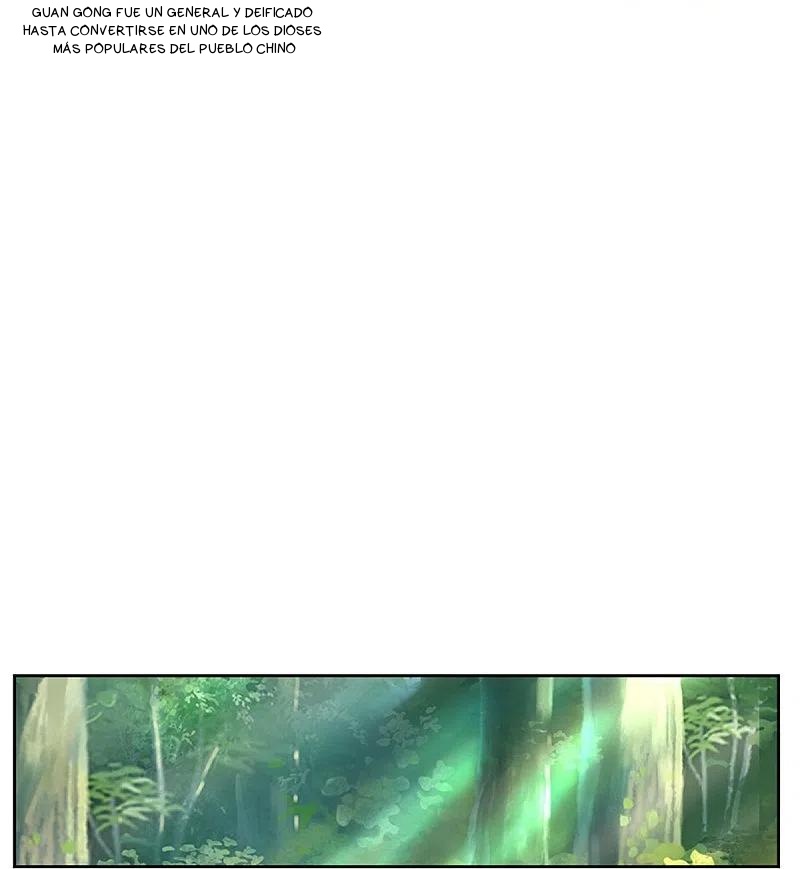 GUAN GONG FUE UN GENERAL Y DEIFICADO
HASTA CONVERTIRSE EN UNO DE LOS DIOSES
MÁS POPULARES DEL PUEBLO CHINO